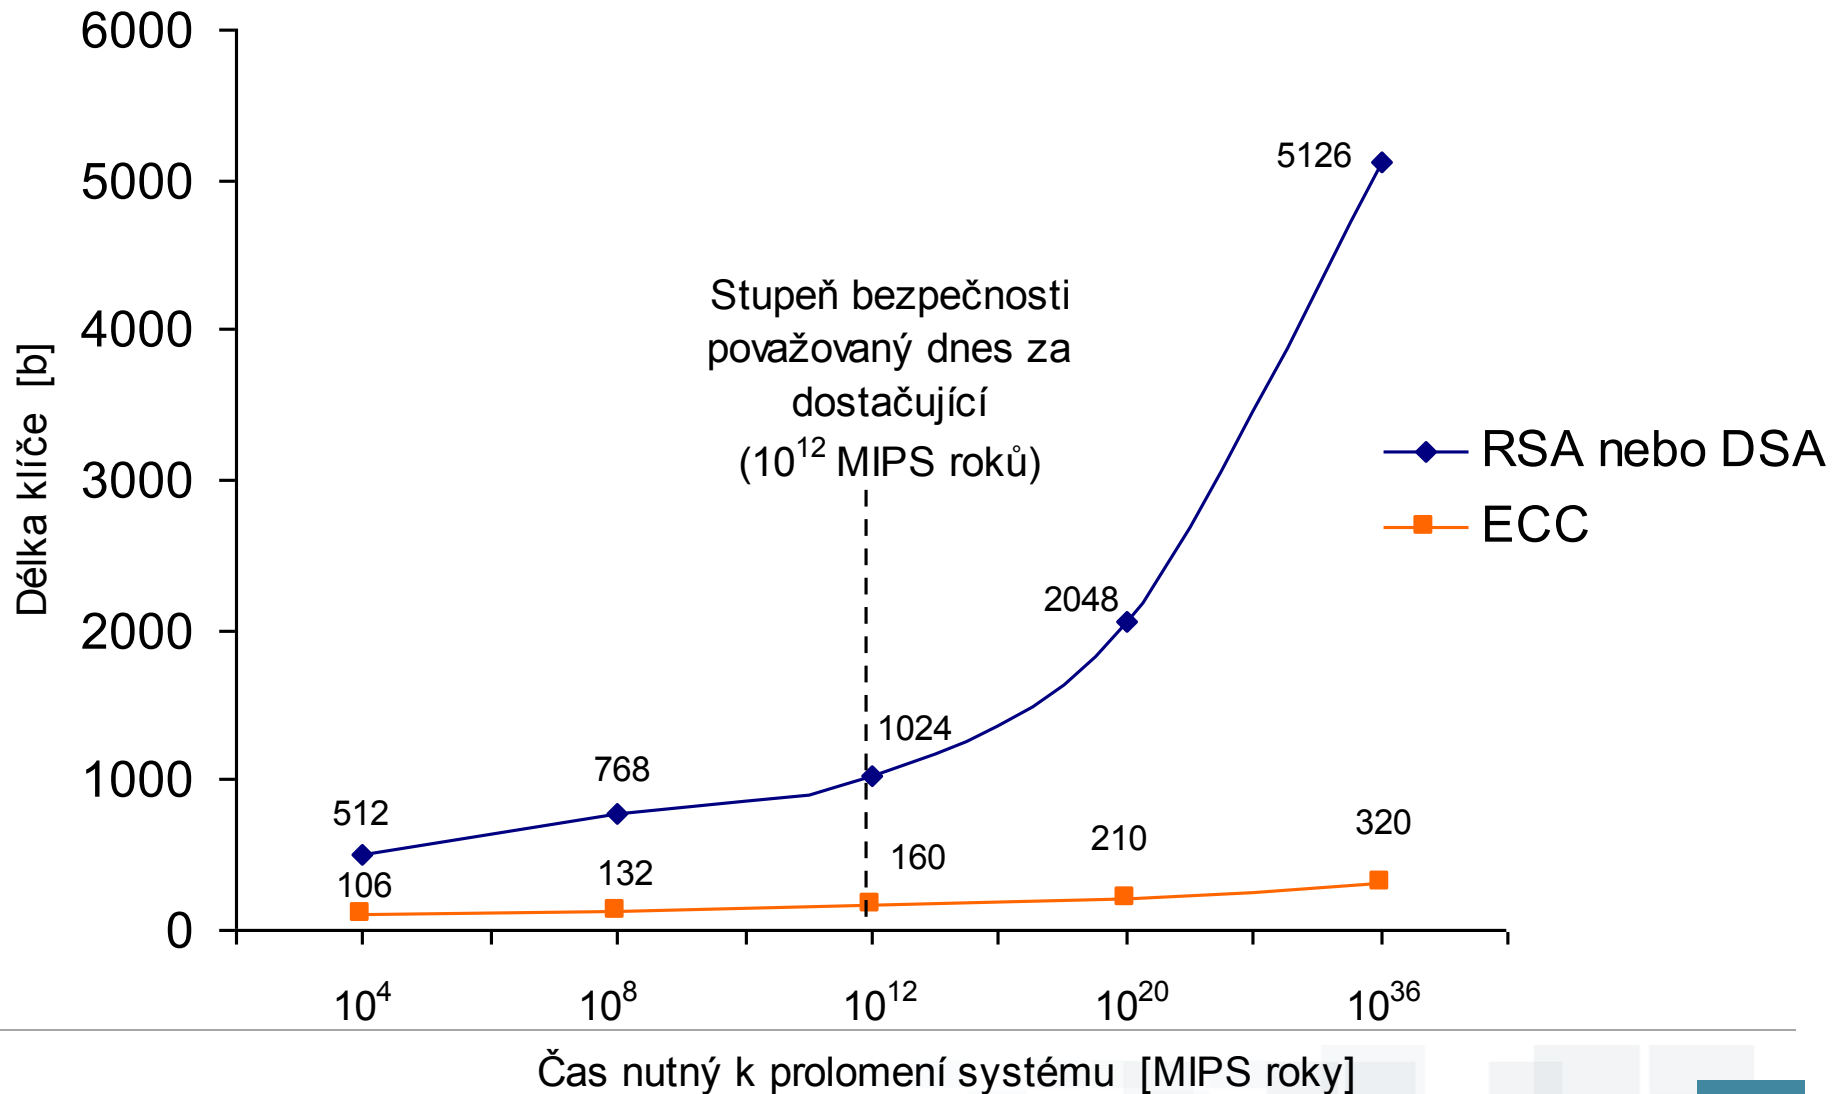 6000
5000
4000
3000
2000
1000
0
Délka klíče [b]
Stupeň bezpečnosti
považovaný dnes za
dostačující
(10¹² MIPS roků)
5126
2048
1024
768
512
106
132
160
210
320
RSA nebo DSA
ECC
10⁴ 10⁸ 10¹² 10²⁰ 10³⁶
Čas nutný k prolomení systému [MIPS roky]